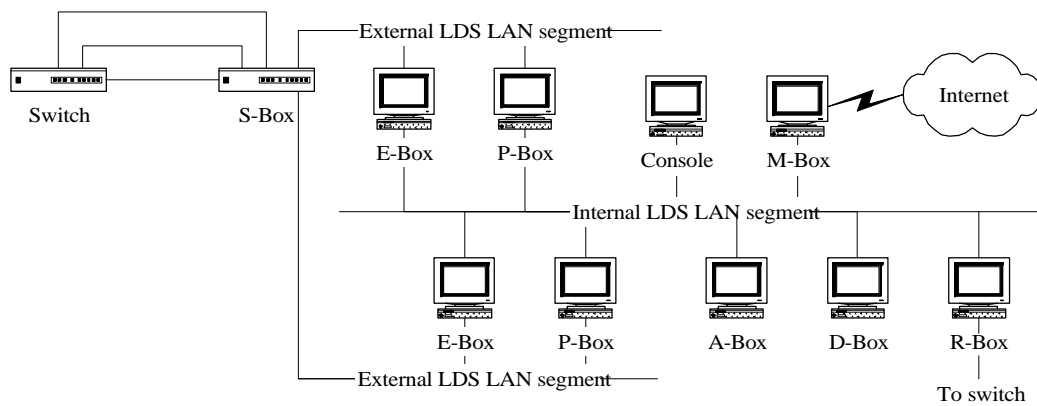 External LDS LAN segment
Switch
S-Box
E-Box
P-Box
Console
M-Box
Internet
Internal LDS LAN segment
E-Box
P-Box
A-Box
D-Box
R-Box
External LDS LAN segment
To switch